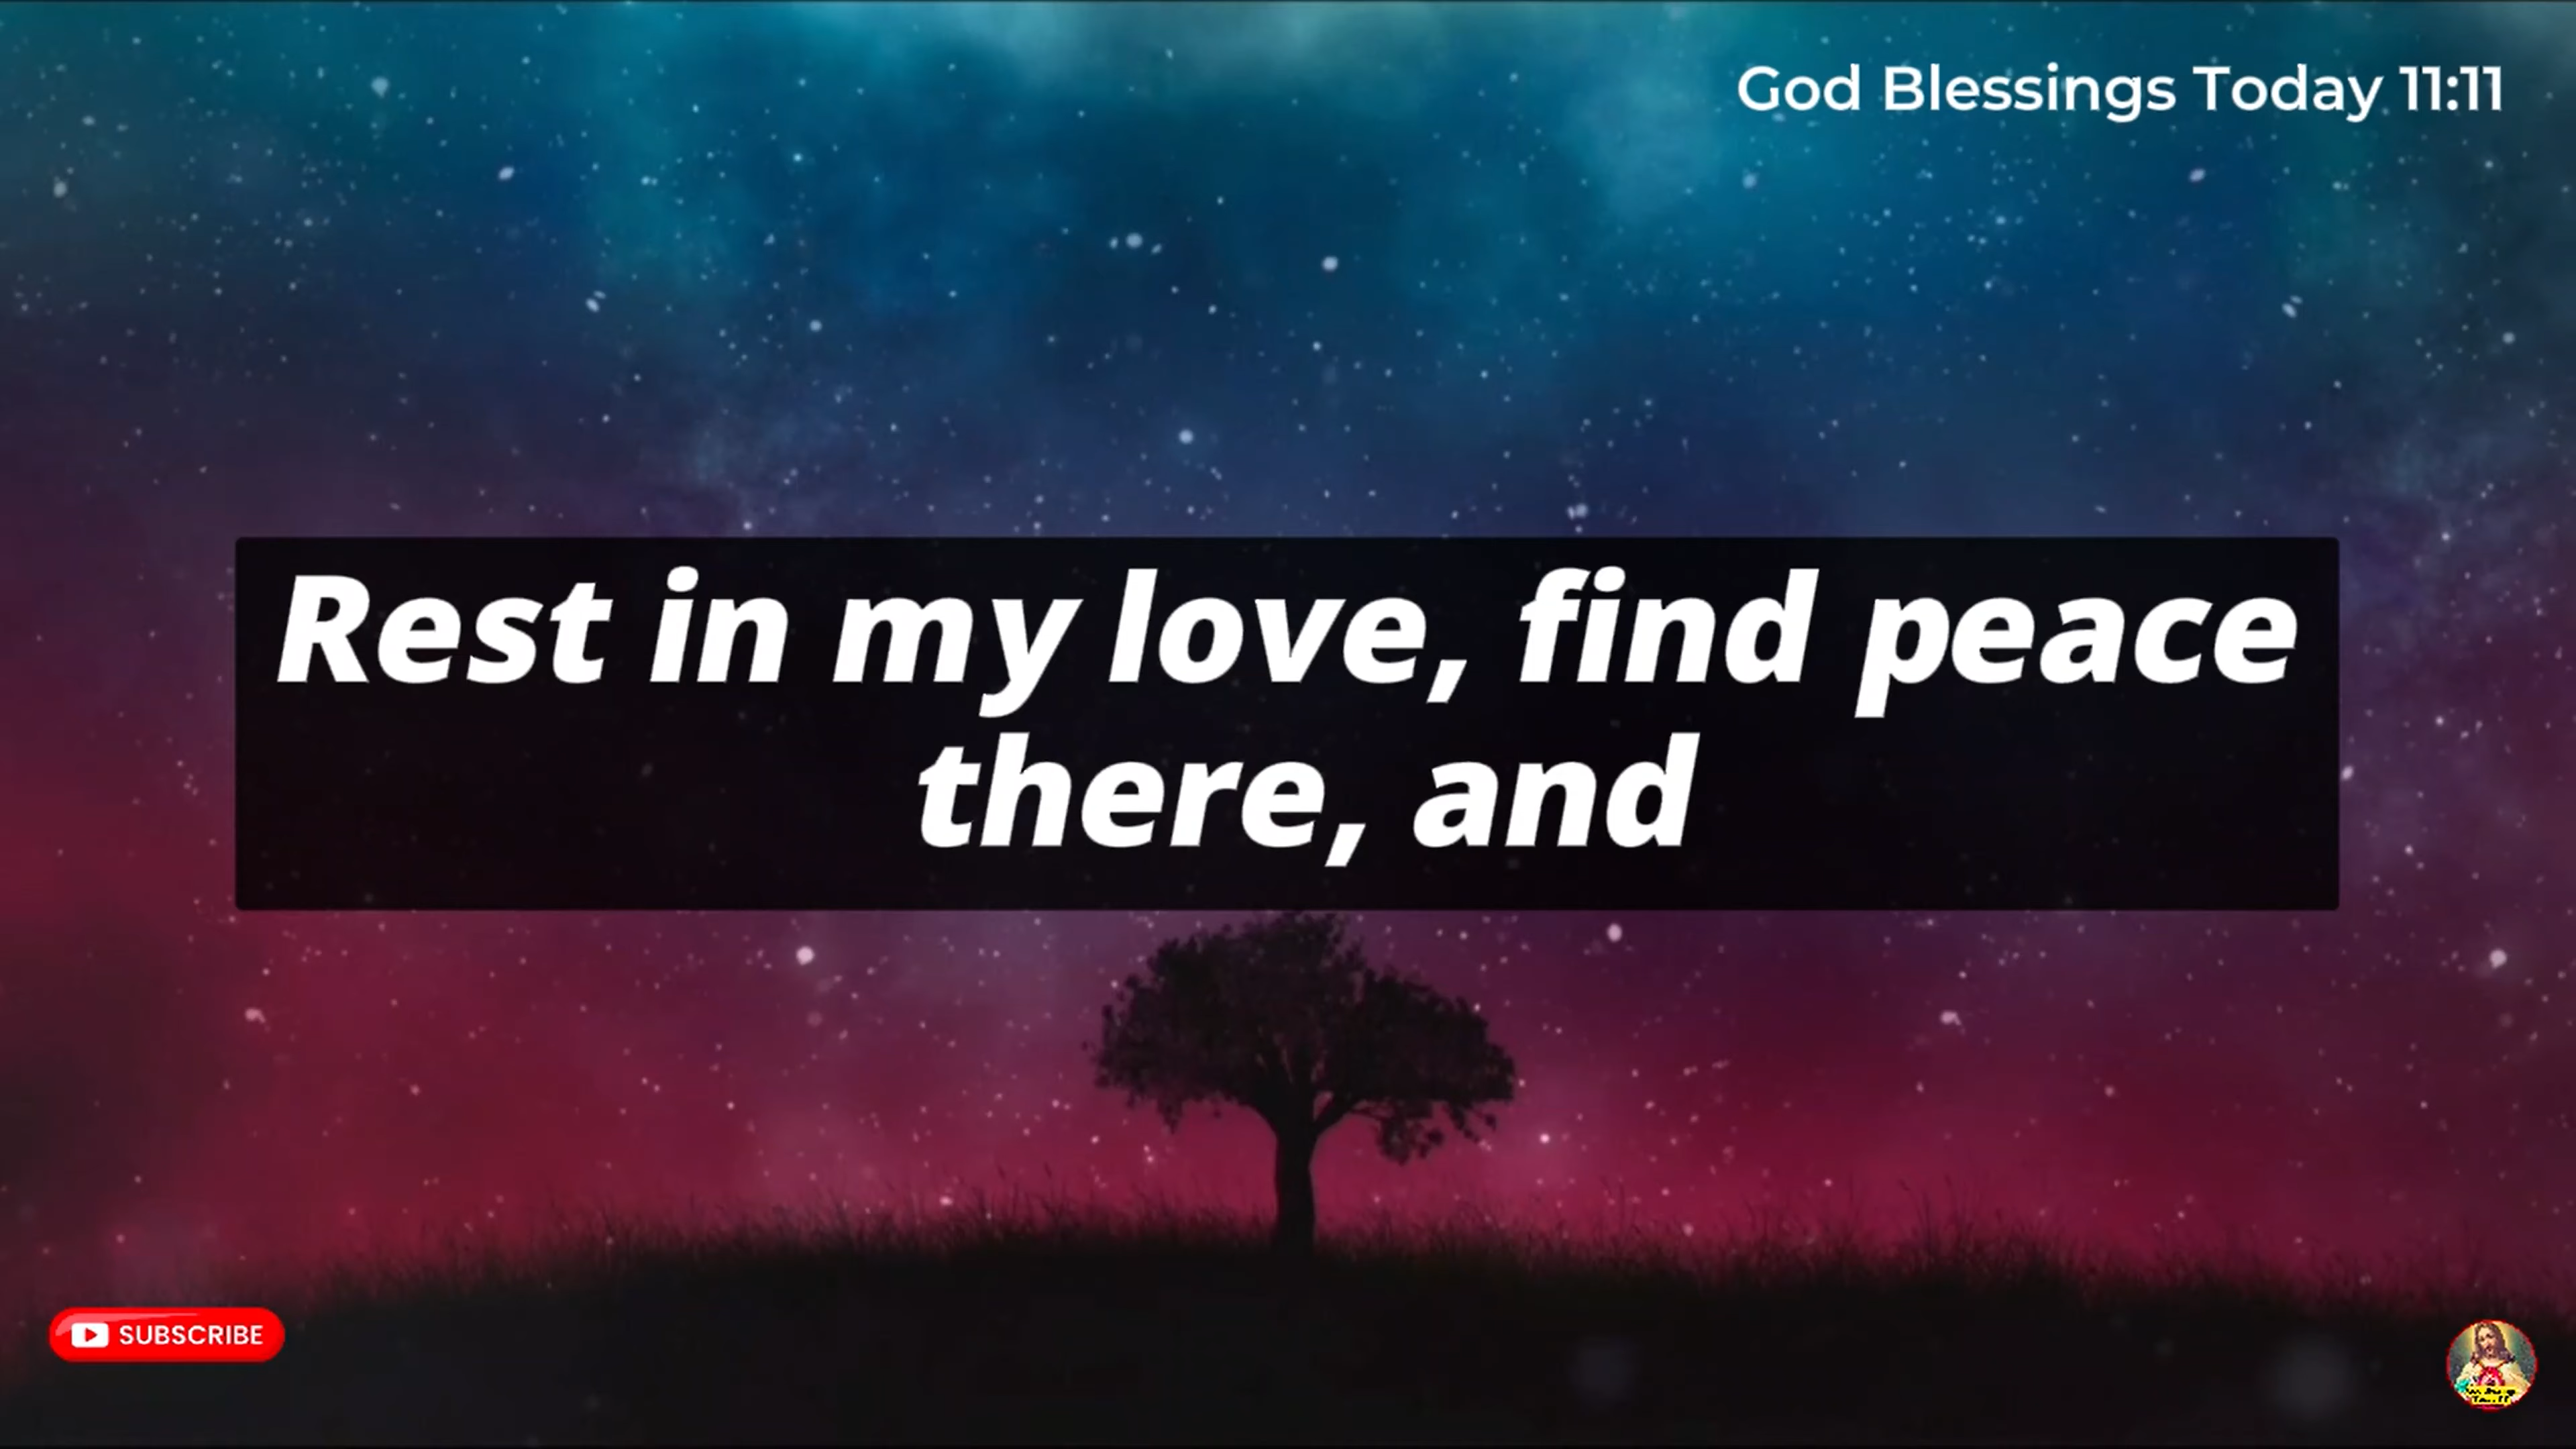 God Blessings Today 11:11
Rest in my love, find peace
there, and
SUBSCRIBE